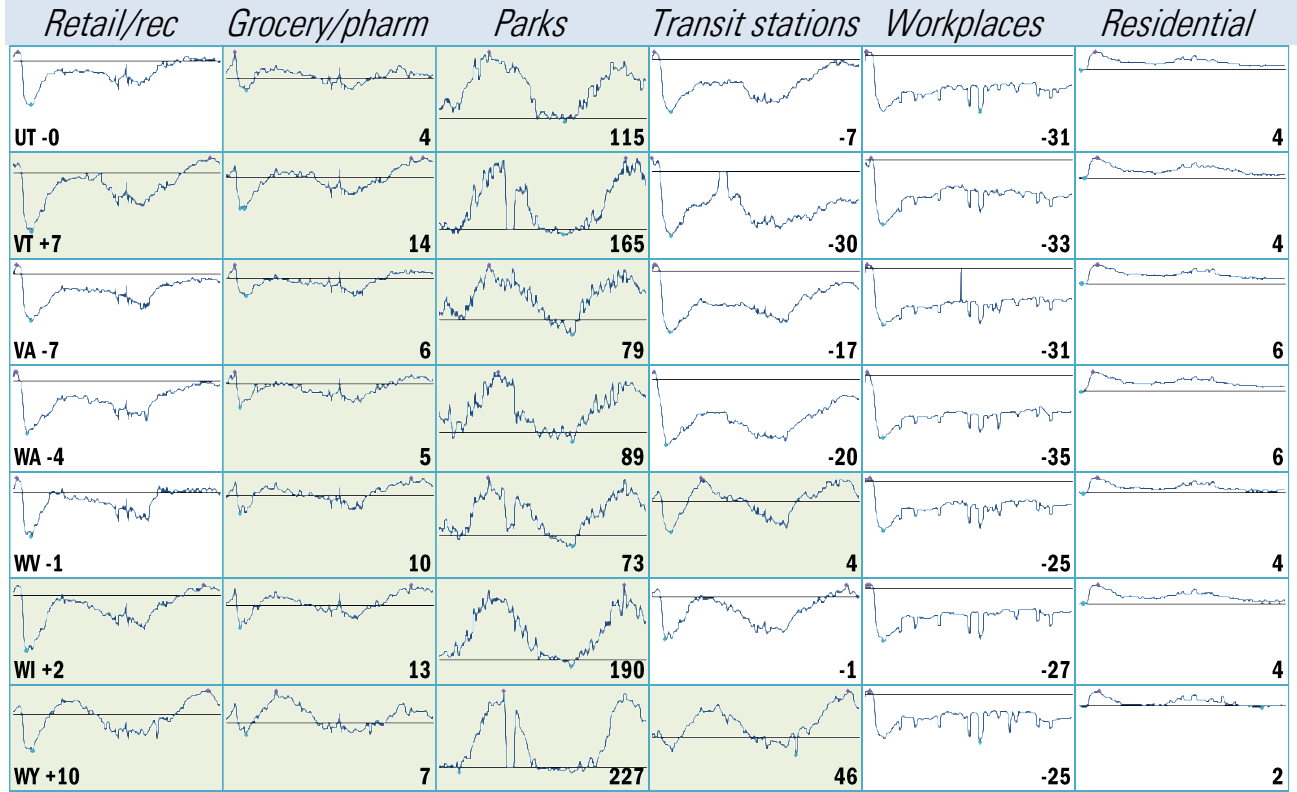 Retail/rec Grocery/pharm Parks Transit stations Workplaces Residential
UT -0 4 115 -7 -31 4
VT +7 14 165 -30 -33 4
VA -7 6 79 -17 -31 6
WA -4 5 89 -20 -35 6
WV -1 10 73 4 -25 4
WI +2 13 190 -1 -27 4
WY +10 7 227 46 -25 2